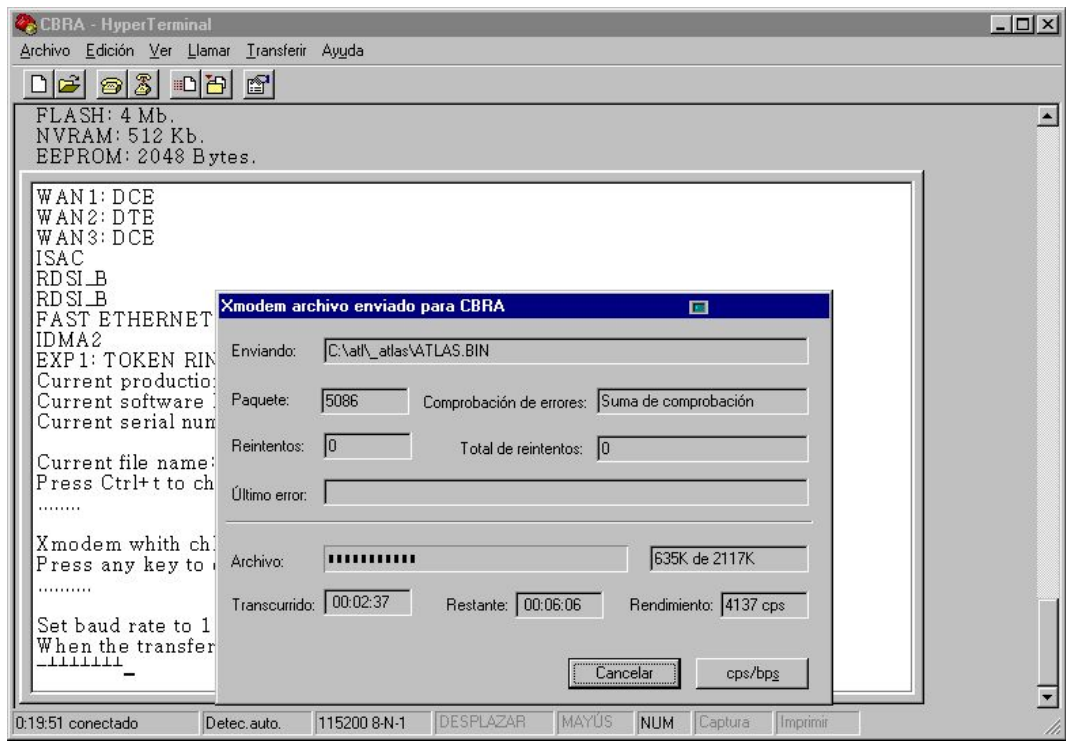 CBRA - HyperTerminal
Archivo Edición Ver Llamar Transferir Ayuda
FLASH: 4 Mb.
NVRAM: 512 Kb.
EEPROM: 2048 Bytes.
WAN1: DCE
WAN2: DTE
WAN3: DCE
ISAC
RDSI_B
RDSI_B
FAST ETHERNET
IDMA2
EXP1: TOKEN RIN
Current productio
Current software
Current serial num
Current file name:
Press Ctrl+t to ch
........
Xmodem whith ch
Press any key to
..........
Set baud rate to 1
When the transfer
Xmodem archivo enviado para CBRA
Enviando: C:\atl\_atlas\ATLAS.BIN
Paquete: 5086 Comprobación de errores: Suma de comprobación
Reintentos: 0 Total de reintentos: 0
Último error:
Archivo: 635K de 2117K
Transcurrido: 00:02:37 Restante: 00:06:06 Rendimiento: 4137 cps
Cancelar cps/bps
0:19:51 conectado Detec.auto. 115200 8-N-1 DESPLAZAR MAYÚS NUM Captura Imprimir